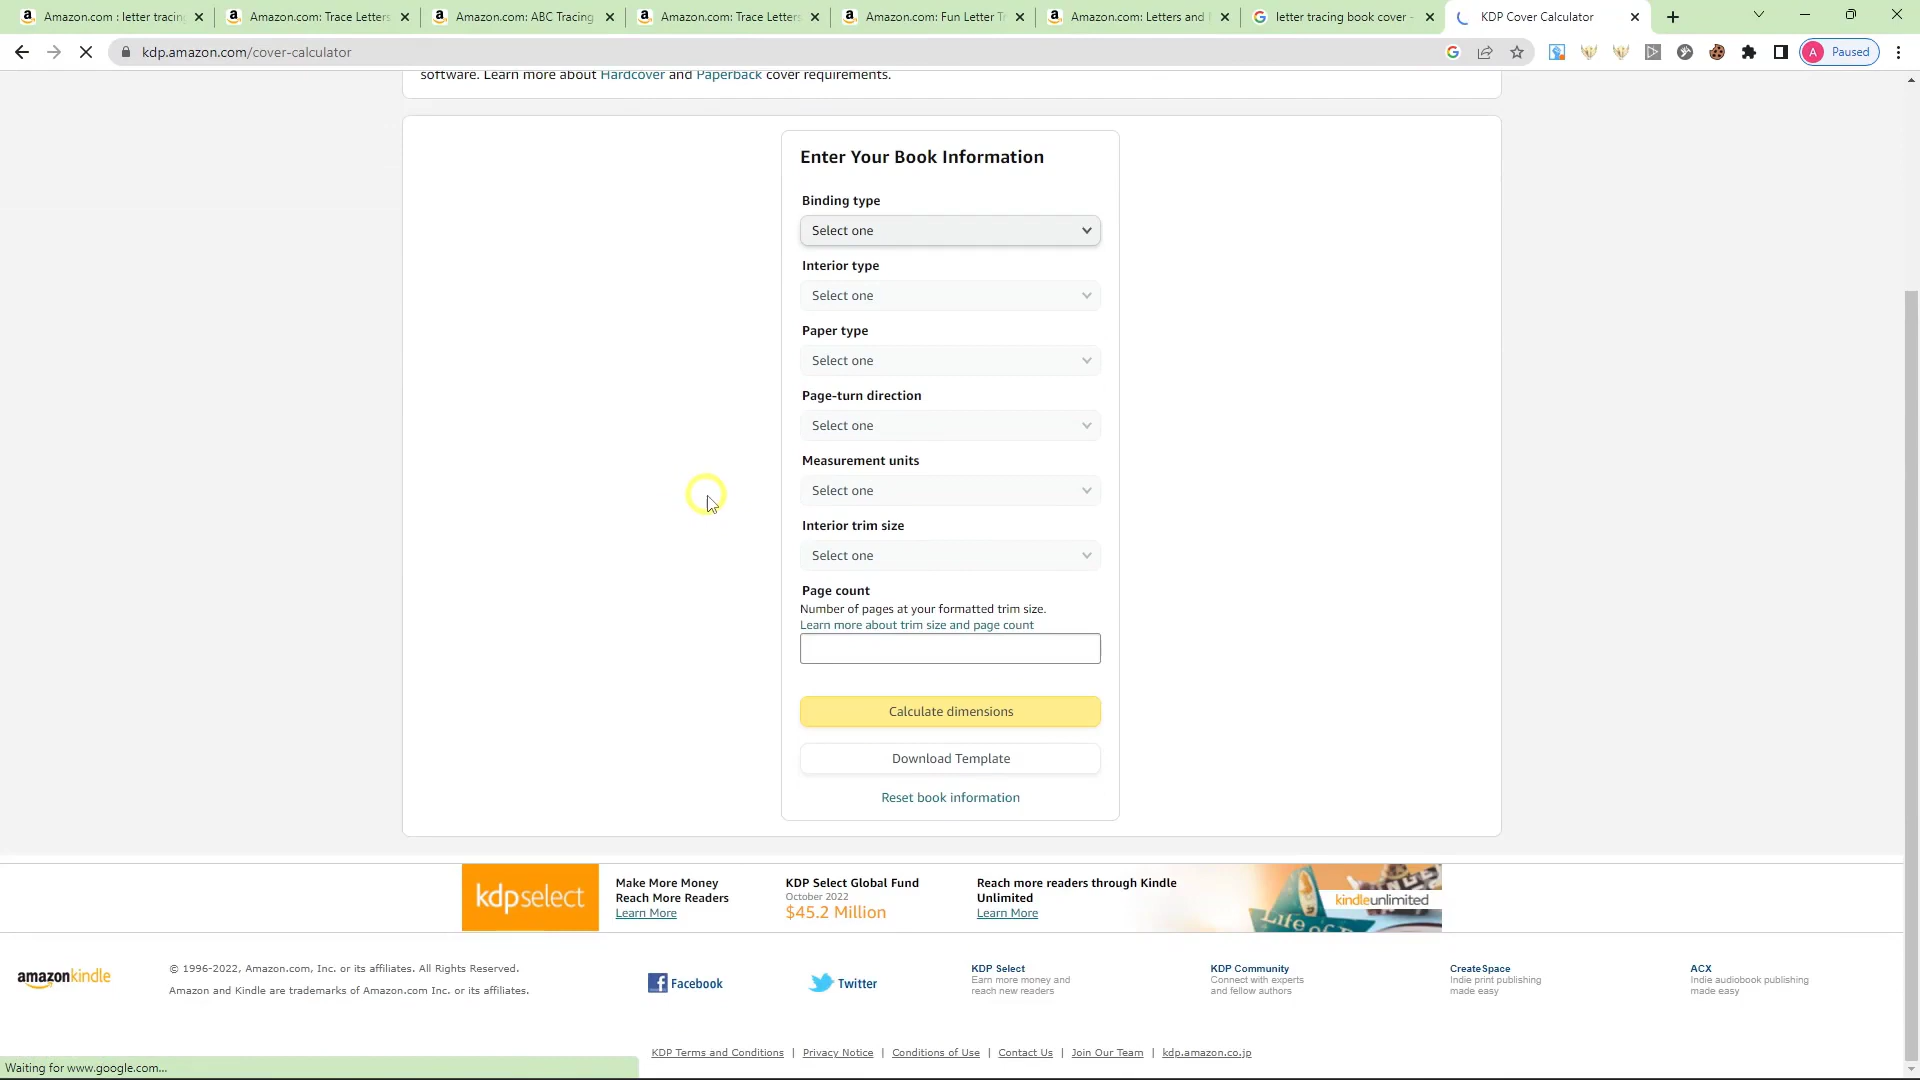 Amazon.com : letter tracing
Amazon.com: Trace Letters
Amazon.com: ABC Tracing
Amazon.com: Trace Letters
Amazon.com: Fun Letter Tr
Amazon.com: Letters and
letter tracing book cover -
KDP Cover Calculator
kdp.amazon.com/cover-calculator
A Paused
software. Learn more about Hardcover and Paperback cover requirements.
Enter Your Book Information
Binding type
Select one
Interior type
Select one
Paper type
Select one
Page-turn direction
Select one
Measurement units
Select one
Interior trim size
Select one
Page count
Number of pages at your formatted trim size.
Learn more about trim size and page count
Calculate dimensions
Download Template
Reset book information
kdpselect
Make More Money
Reach More Readers
Learn More
KDP Select Global Fund
October 2022
$45.2 Million
Reach more readers through Kindle
Unlimited
Learn More
kindleunlimited
Life of
amazonkindle
© 1996-2022, Amazon.com, Inc. or its affiliates. All Rights Reserved.
Amazon and Kindle are trademarks of Amazon.com Inc. or its affiliates.
Facebook
Twitter
KDP Select
Earn more money and
reach new readers
KDP Community
Connect with experts
and fellow authors
CreateSpace
Indie print publishing
made easy
ACX
Indie audiobook publishing
made easy
KDP Terms and Conditions | Privacy Notice | Conditions of Use | Contact Us | Join Our Team | kdp.amazon.co.jp
Waiting for www.google.com...